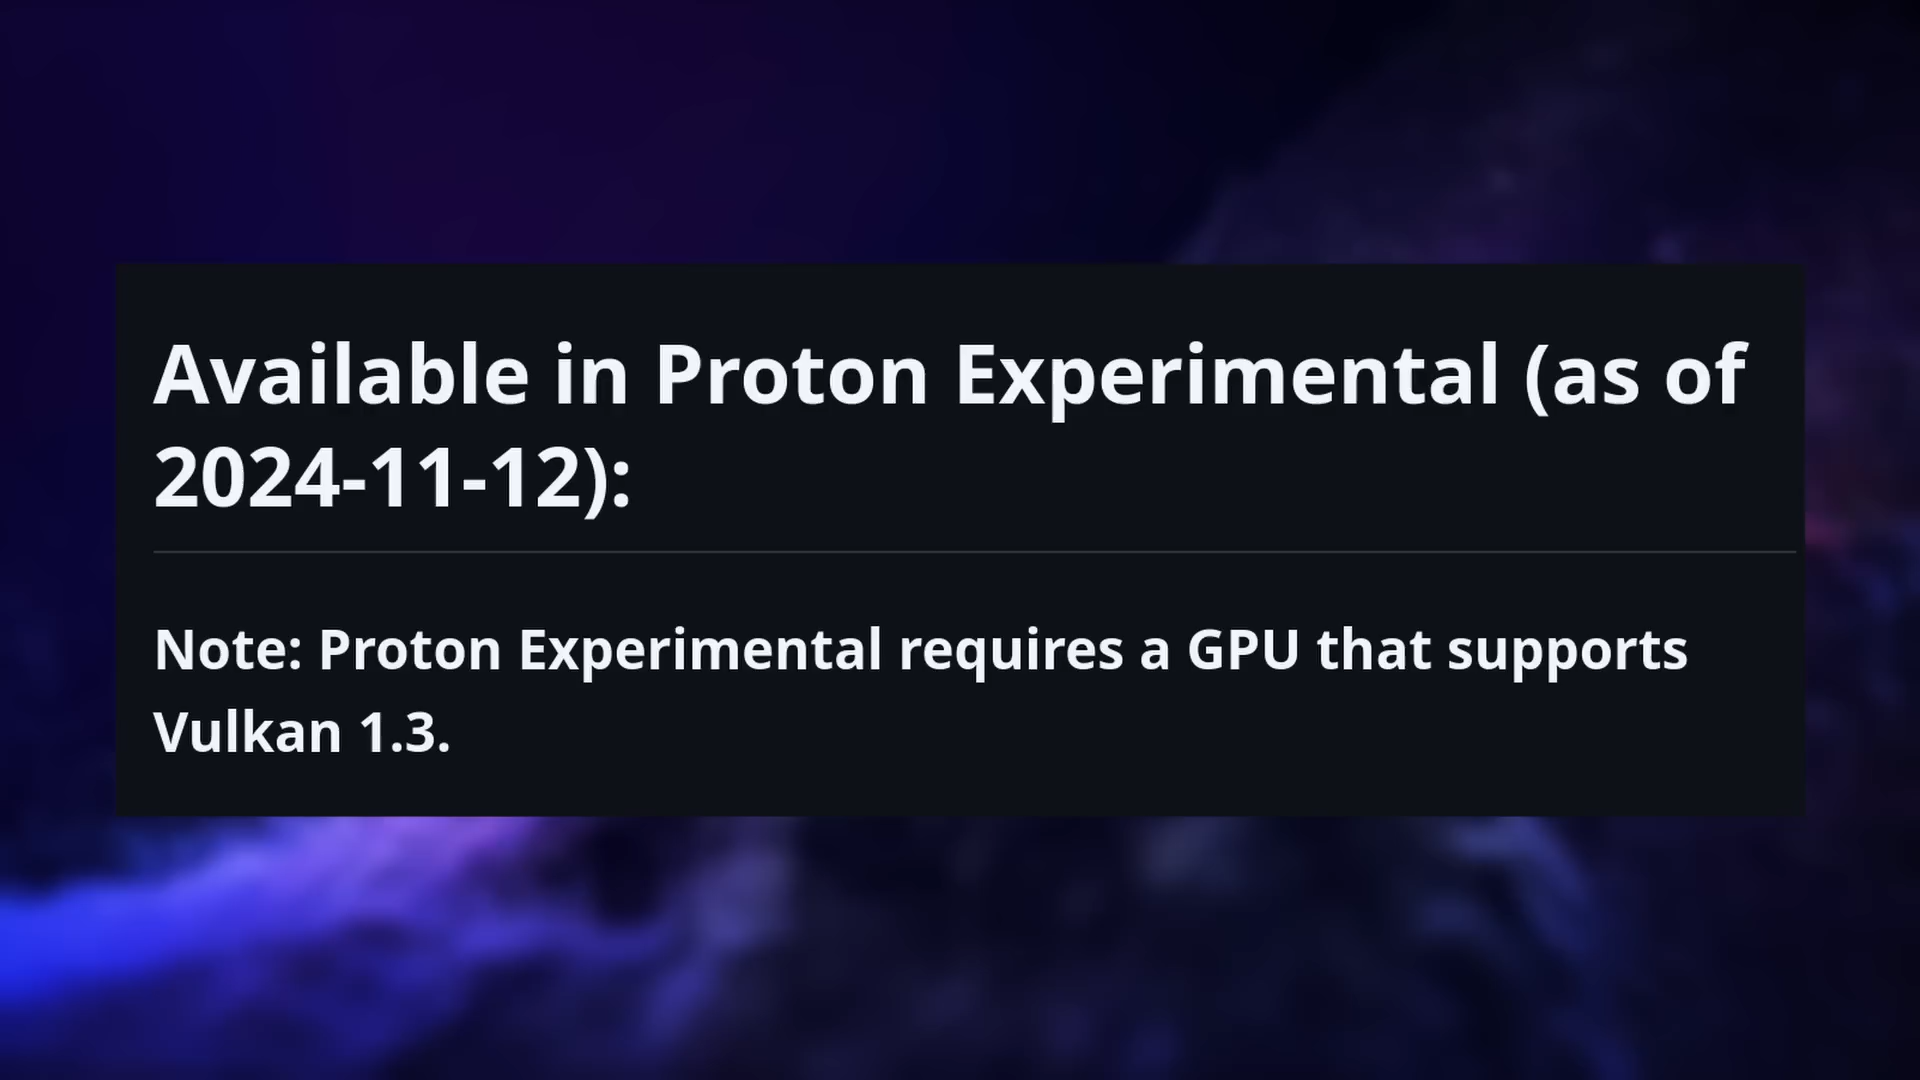 Available in Proton Experimental (as of
2024-11-12):
Note: Proton Experimental requires a GPU that supports
Vulkan 1.3.